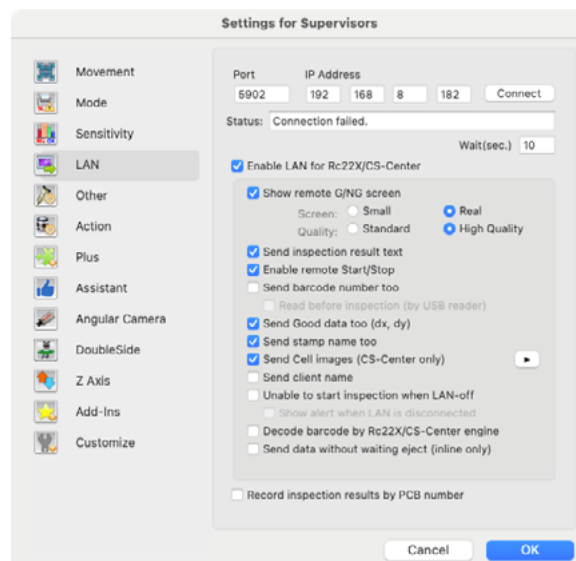 Settings for Supervisors
Movement
Mode
Sensitivity
LAN
Other
Action
Plus
Assistant
Angular Camera
DoubleSide
Z Axis
Add-Ins
Customize
Port IP Address
5902 192 168 8 182 Connect
Status: Connection failed.
Wait(sec.) 10
Enable LAN for Rc22X/CS-Center
Show remote G/NG screen
Screen: Small Real
Quality: Standard High Quality
Send inspection result text
Enable remote Start/Stop
Send barcode number too
Read before inspection (by USB reader)
Send Good data too (dx, dy)
Send stamp name too
Send Cell images (CS-Center only)
Send client name
Unable to start inspection when LAN-off
Show alert when LAN is disconnected
Decode barcode by Rc22X/CS-Center engine
Send data without waiting eject (inline only)
Record inspection results by PCB number
Cancel OK